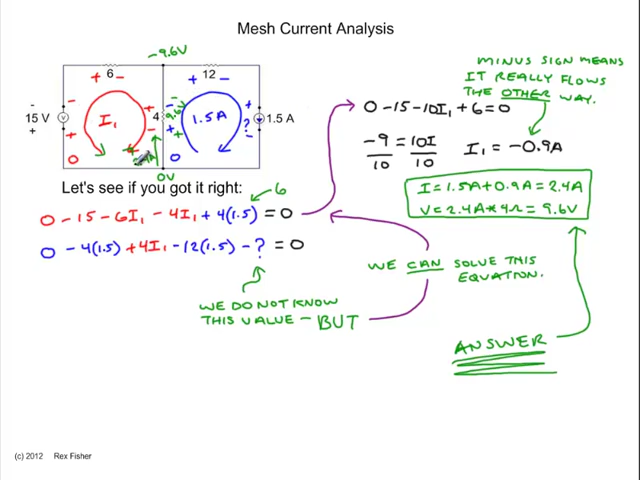 Mesh Current Analysis
-9.6V
+ 6 -
+ 12 -
15 V
- +
V
I₁
4
9.6V
1.5A
+ ? -
1.5 A
0
0
0V
MINUS SIGN MEANS
IT REALLY FLOWS
THE OTHER WAY.
0 -15 -10I₁ + 6 = 0
-9 = 10I
10 10
I₁ = -0.9A
I = 1.5A + 0.9A = 2.4A
V = 2.4A * 4Ω = 9.6V
Let's see if you got it right:
6
0 - 15 - 6I₁ - 4I₁ + 4(1.5) = 0
0 - 4(1.5) + 4I₁ - 12(1.5) - ? = 0
WE DO NOT KNOW
THIS VALUE - BUT
WE CAN SOLVE THIS
EQUATION.
ANSWER
(c) 2012 Rex Fisher